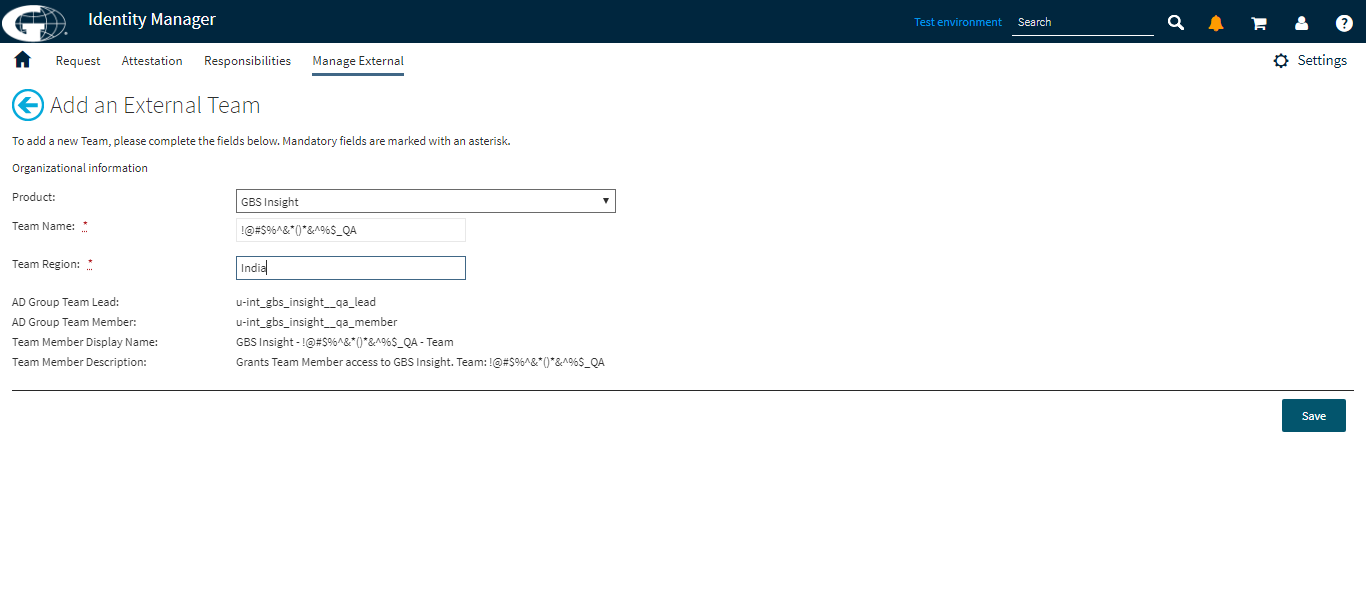 Identity Manager
Test environment
Search
?
Request Attestation Responsibilities Manage External
Settings
Add an External Team
To add a new Team, please complete the fields below. Mandatory fields are marked with an asterisk.
Organizational information
Product: GBS Insight
Team Name: * !@#$%^&*()*&^%$_QA
Team Region: * India
AD Group Team Lead: u-int_gbs_insight__qa_lead
AD Group Team Member: u-int_gbs_insight__qa_member
Team Member Display Name: GBS Insight - !@#$%^&*()*&^%$_QA - Team
Team Member Description: Grants Team Member access to GBS Insight. Team: !@#$%^&*()*&^%$_QA
Save